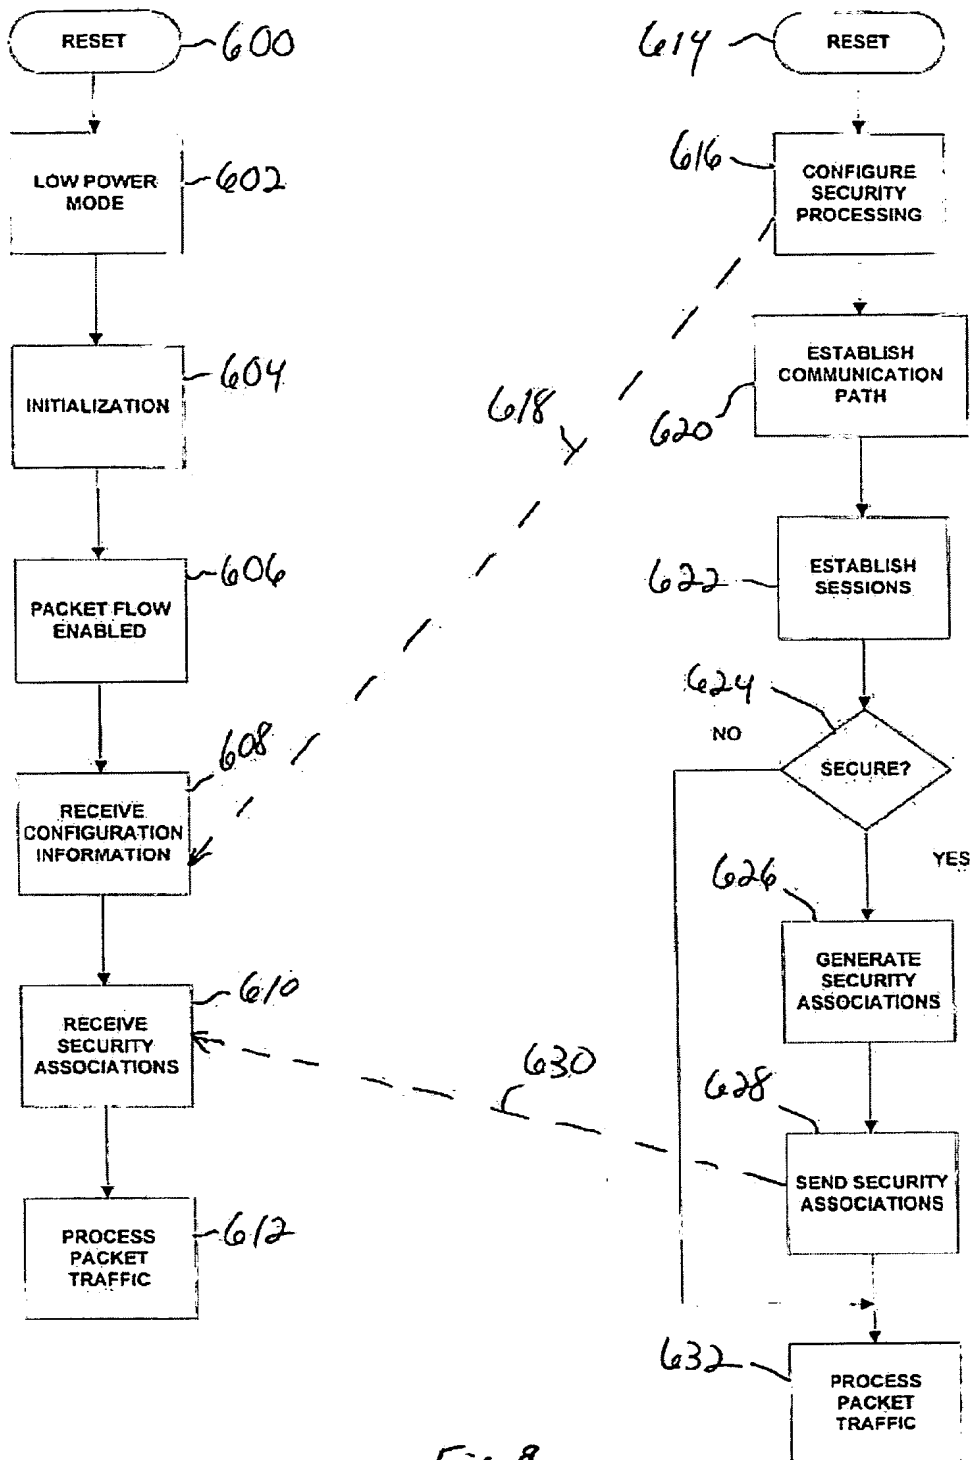 RESET
600
LOW POWER
MODE
602
INITIALIZATION
604
PACKET FLOW
ENABLED
606
RECEIVE
CONFIGURATION
INFORMATION
608
RECEIVE
SECURITY
ASSOCIATIONS
610
PROCESS
PACKET
TRAFFIC
612
614
RESET
616
CONFIGURE
SECURITY
PROCESSING
618
ESTABLISH
COMMUNICATION
PATH
620
ESTABLISH
SESSIONS
622
624
NO
SECURE?
YES
626
GENERATE
SECURITY
ASSOCIATIONS
628
SEND SECURITY
ASSOCIATIONS
630
632
PROCESS
PACKET
TRAFFIC